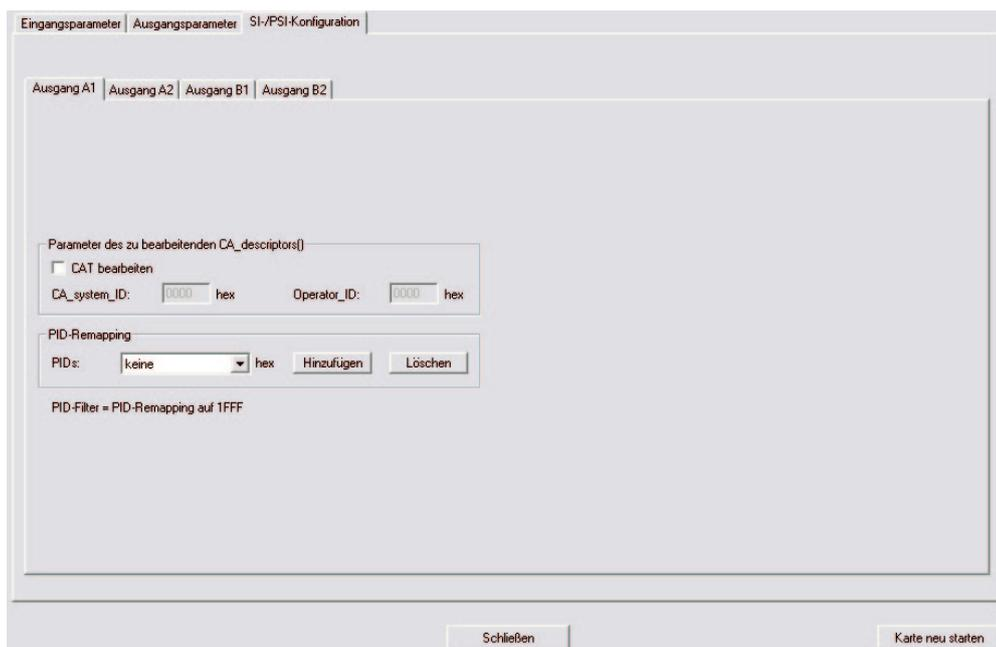 Eingangsparameter Ausgangsparameter SI-/PSI-Konfiguration
Ausgang A1 Ausgang A2 Ausgang B1 Ausgang B2
Parameter des zu bearbeitenden CA_descriptors()
CAT bearbeiten
CA_system_ID: 0000 hex Operator_ID: 0000 hex
PID-Remapping
PIDs: keine hex Hinzufügen Löschen
PID-Filter = PID-Remapping auf 1FFF
Schließen Karte neu starten